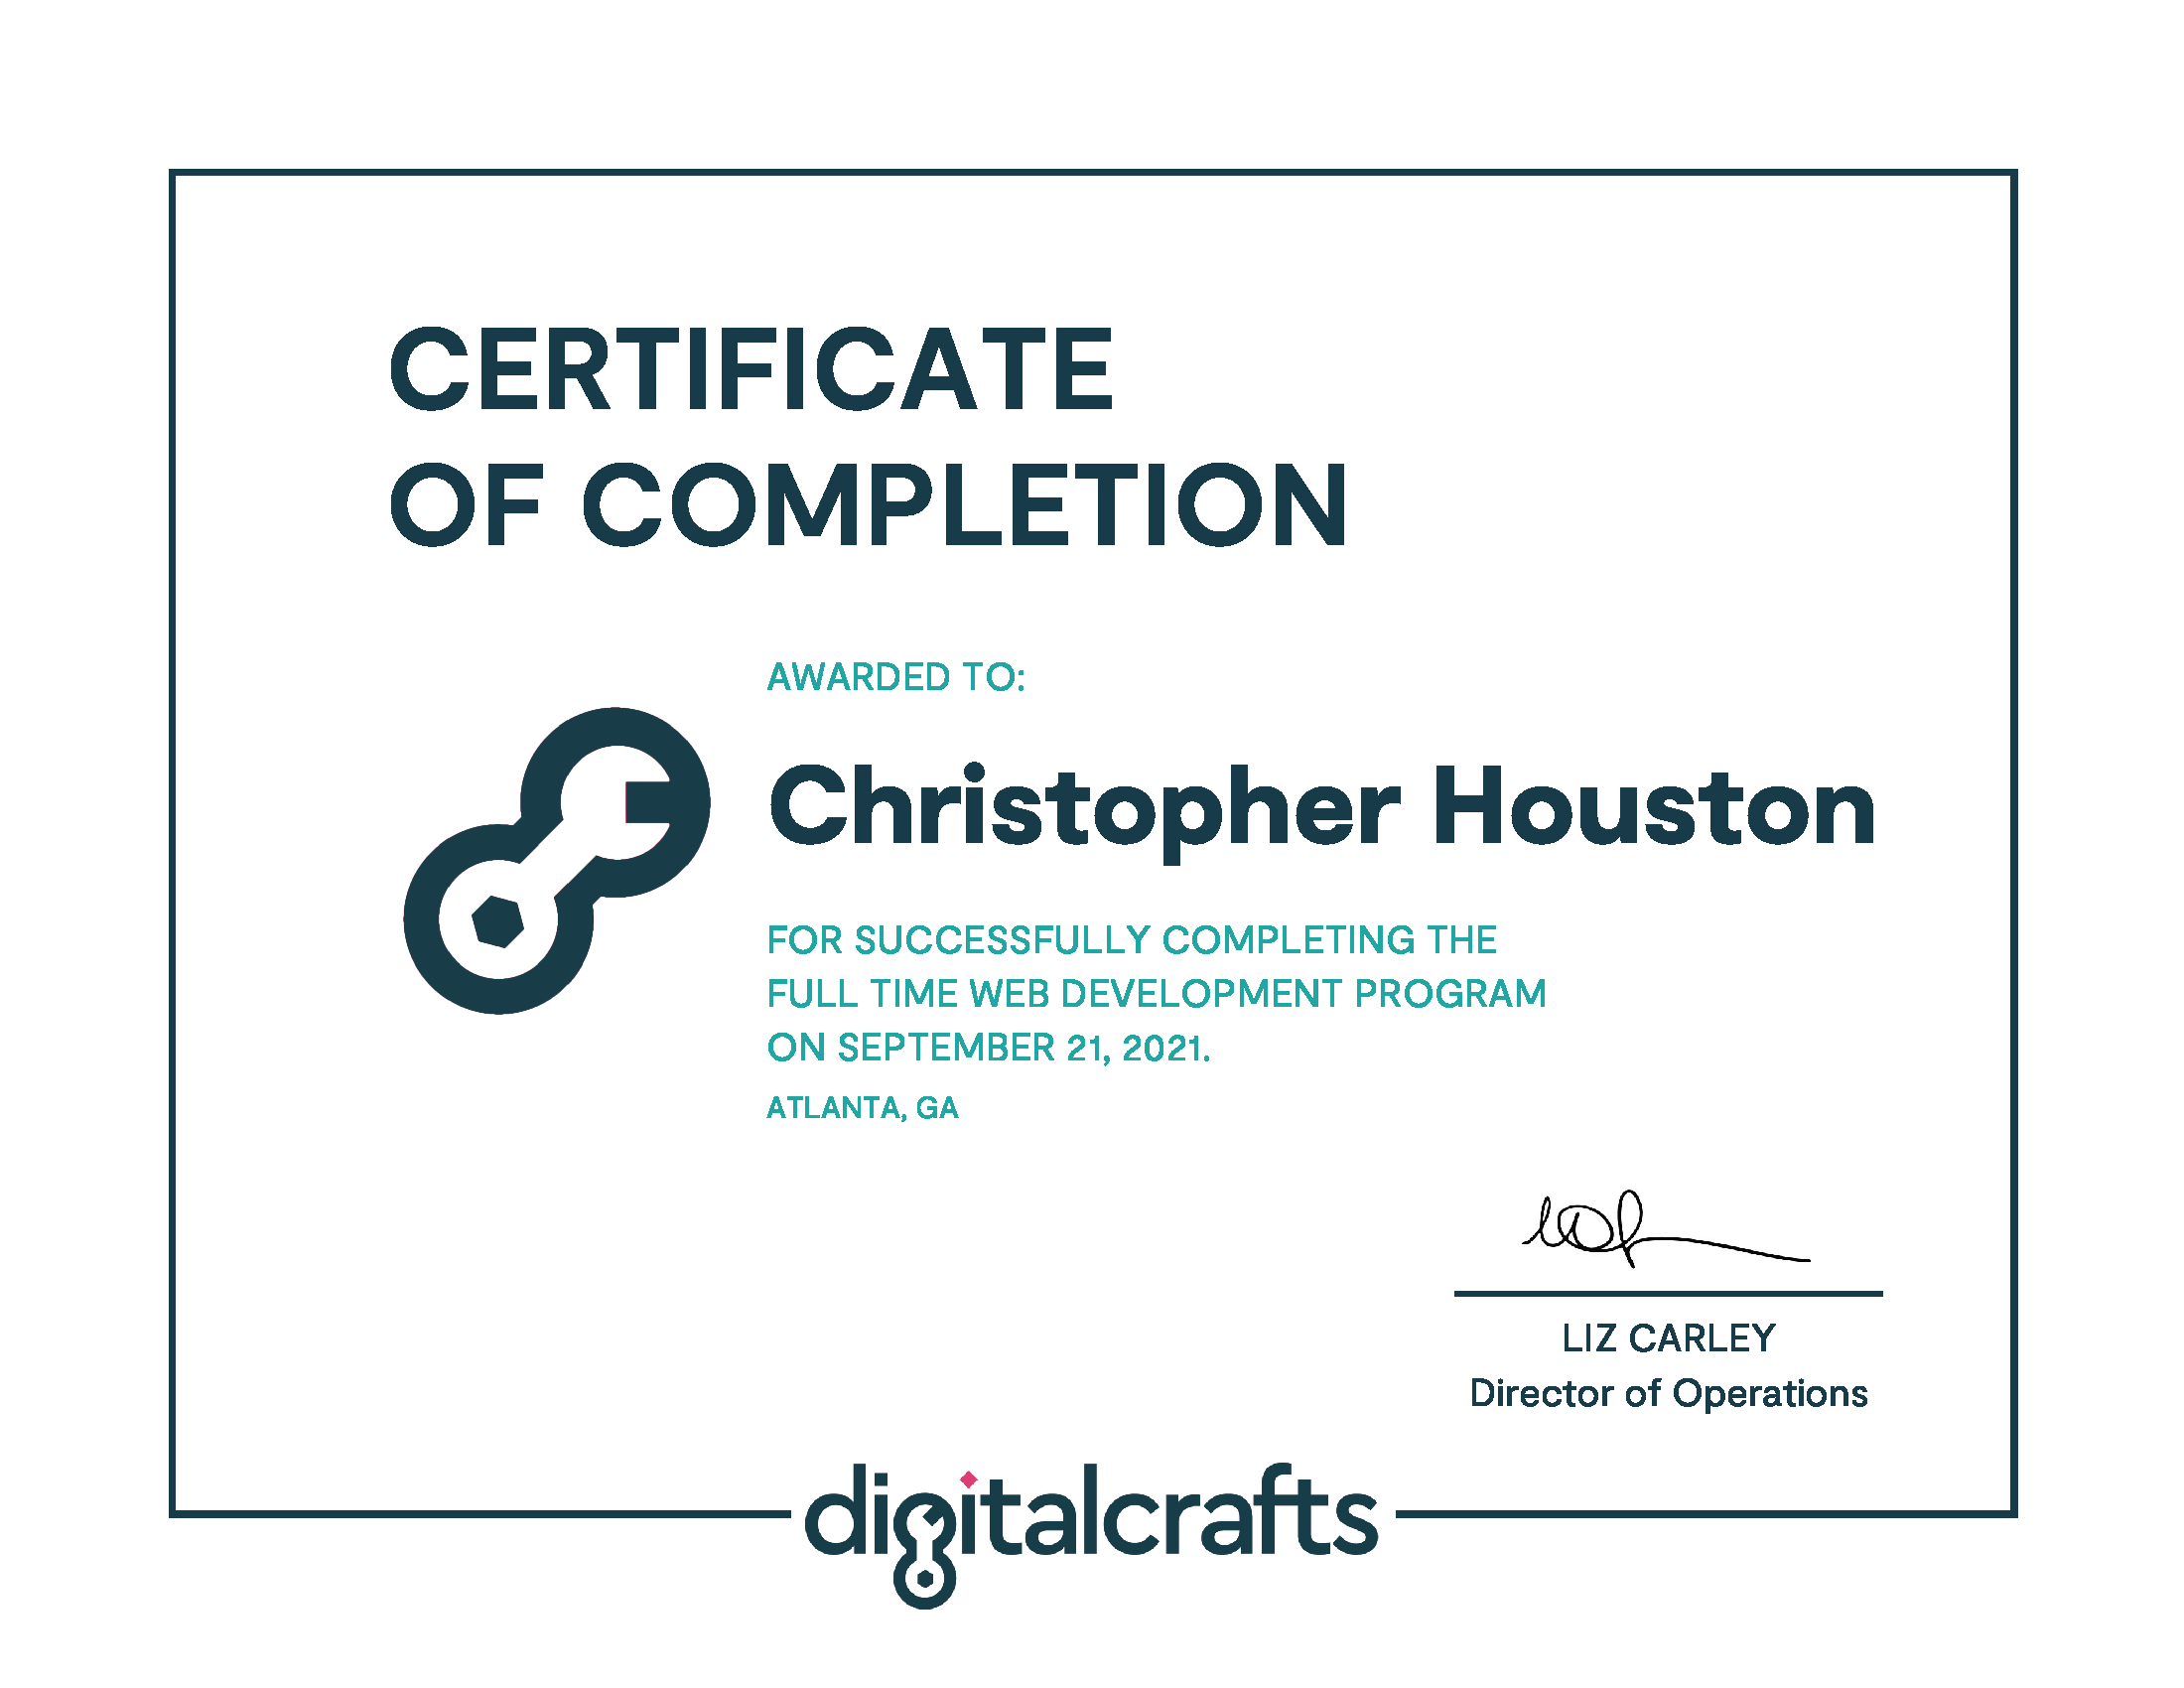 CERTIFICATE
OF COMPLETION
AWARDED TO:
Christopher Houston
FOR SUCCESSFULLY COMPLETING THE
FULL TIME WEB DEVELOPMENT PROGRAM
ON SEPTEMBER 21, 2021.
ATLANTA, GA
LIZ CARLEY
Director of Operations
digitalcrafts